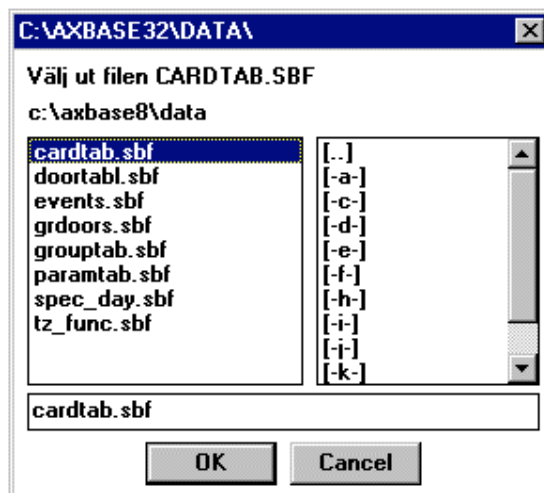 C:\AXBASE32\DATA\
Välj ut filen CARDTAB.SBF
c:\axbase8\data
cardtab.sbf
doortabl.sbf
events.sbf
grdoors.sbf
grouptab.sbf
paramtab.sbf
spec_day.sbf
tz_func.sbf
[..]
[-a-]
[-c-]
[-d-]
[-e-]
[-f-]
[-h-]
[-i-]
[-j-]
[-k-]
cardtab.sbf
OK
Cancel